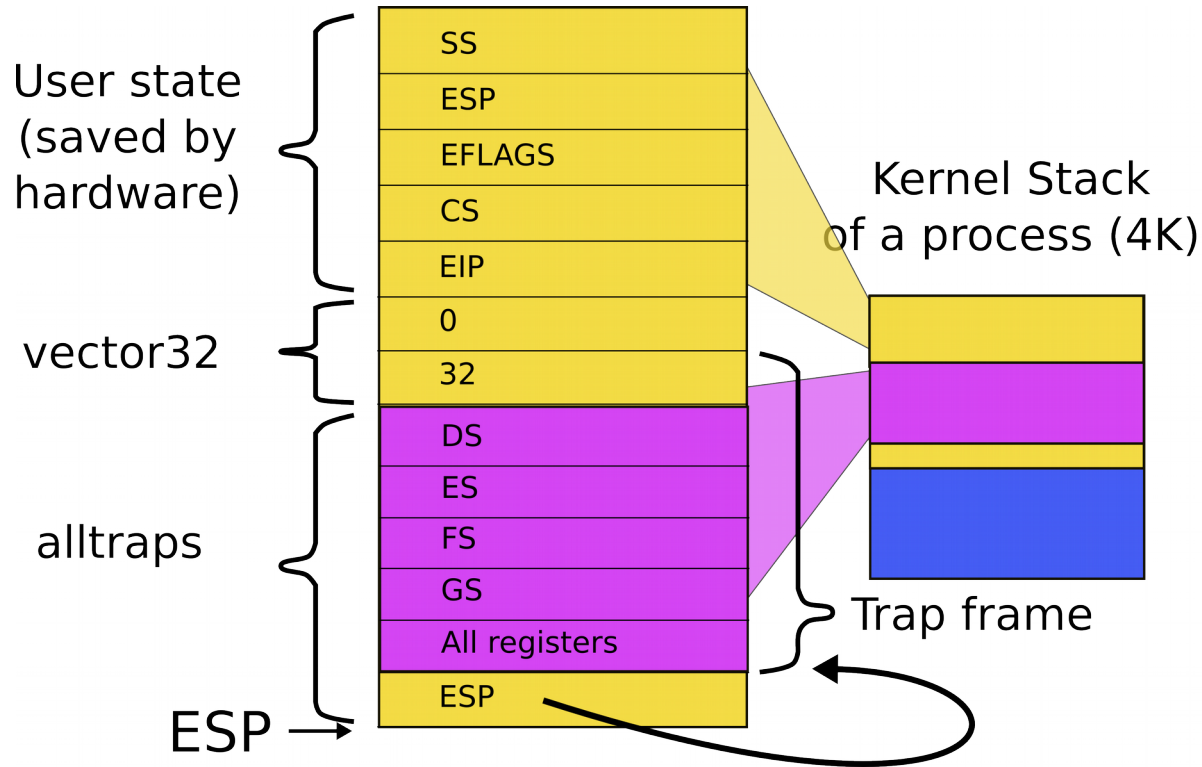 User state
(saved by
hardware)
vector32
alltraps
ESP
SS
ESP
EFLAGS
CS
EIP
0
32
DS
ES
FS
GS
All registers
ESP
Kernel Stack
of a process (4K)
Trap frame